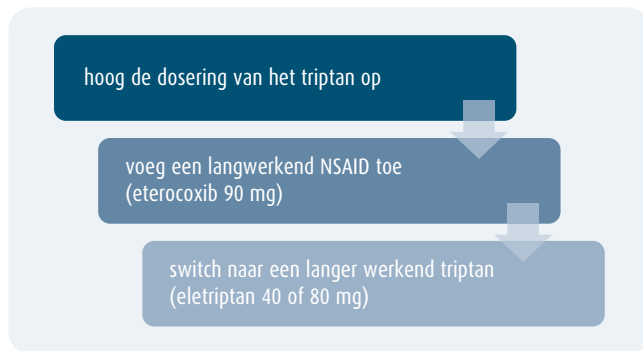 hoog de dosering van het triptan op
voeg een langwerkend NSAID toe
(eterocoxib 90 mg)
switch naar een langer werkend triptan
(eletriptan 40 of 80 mg)